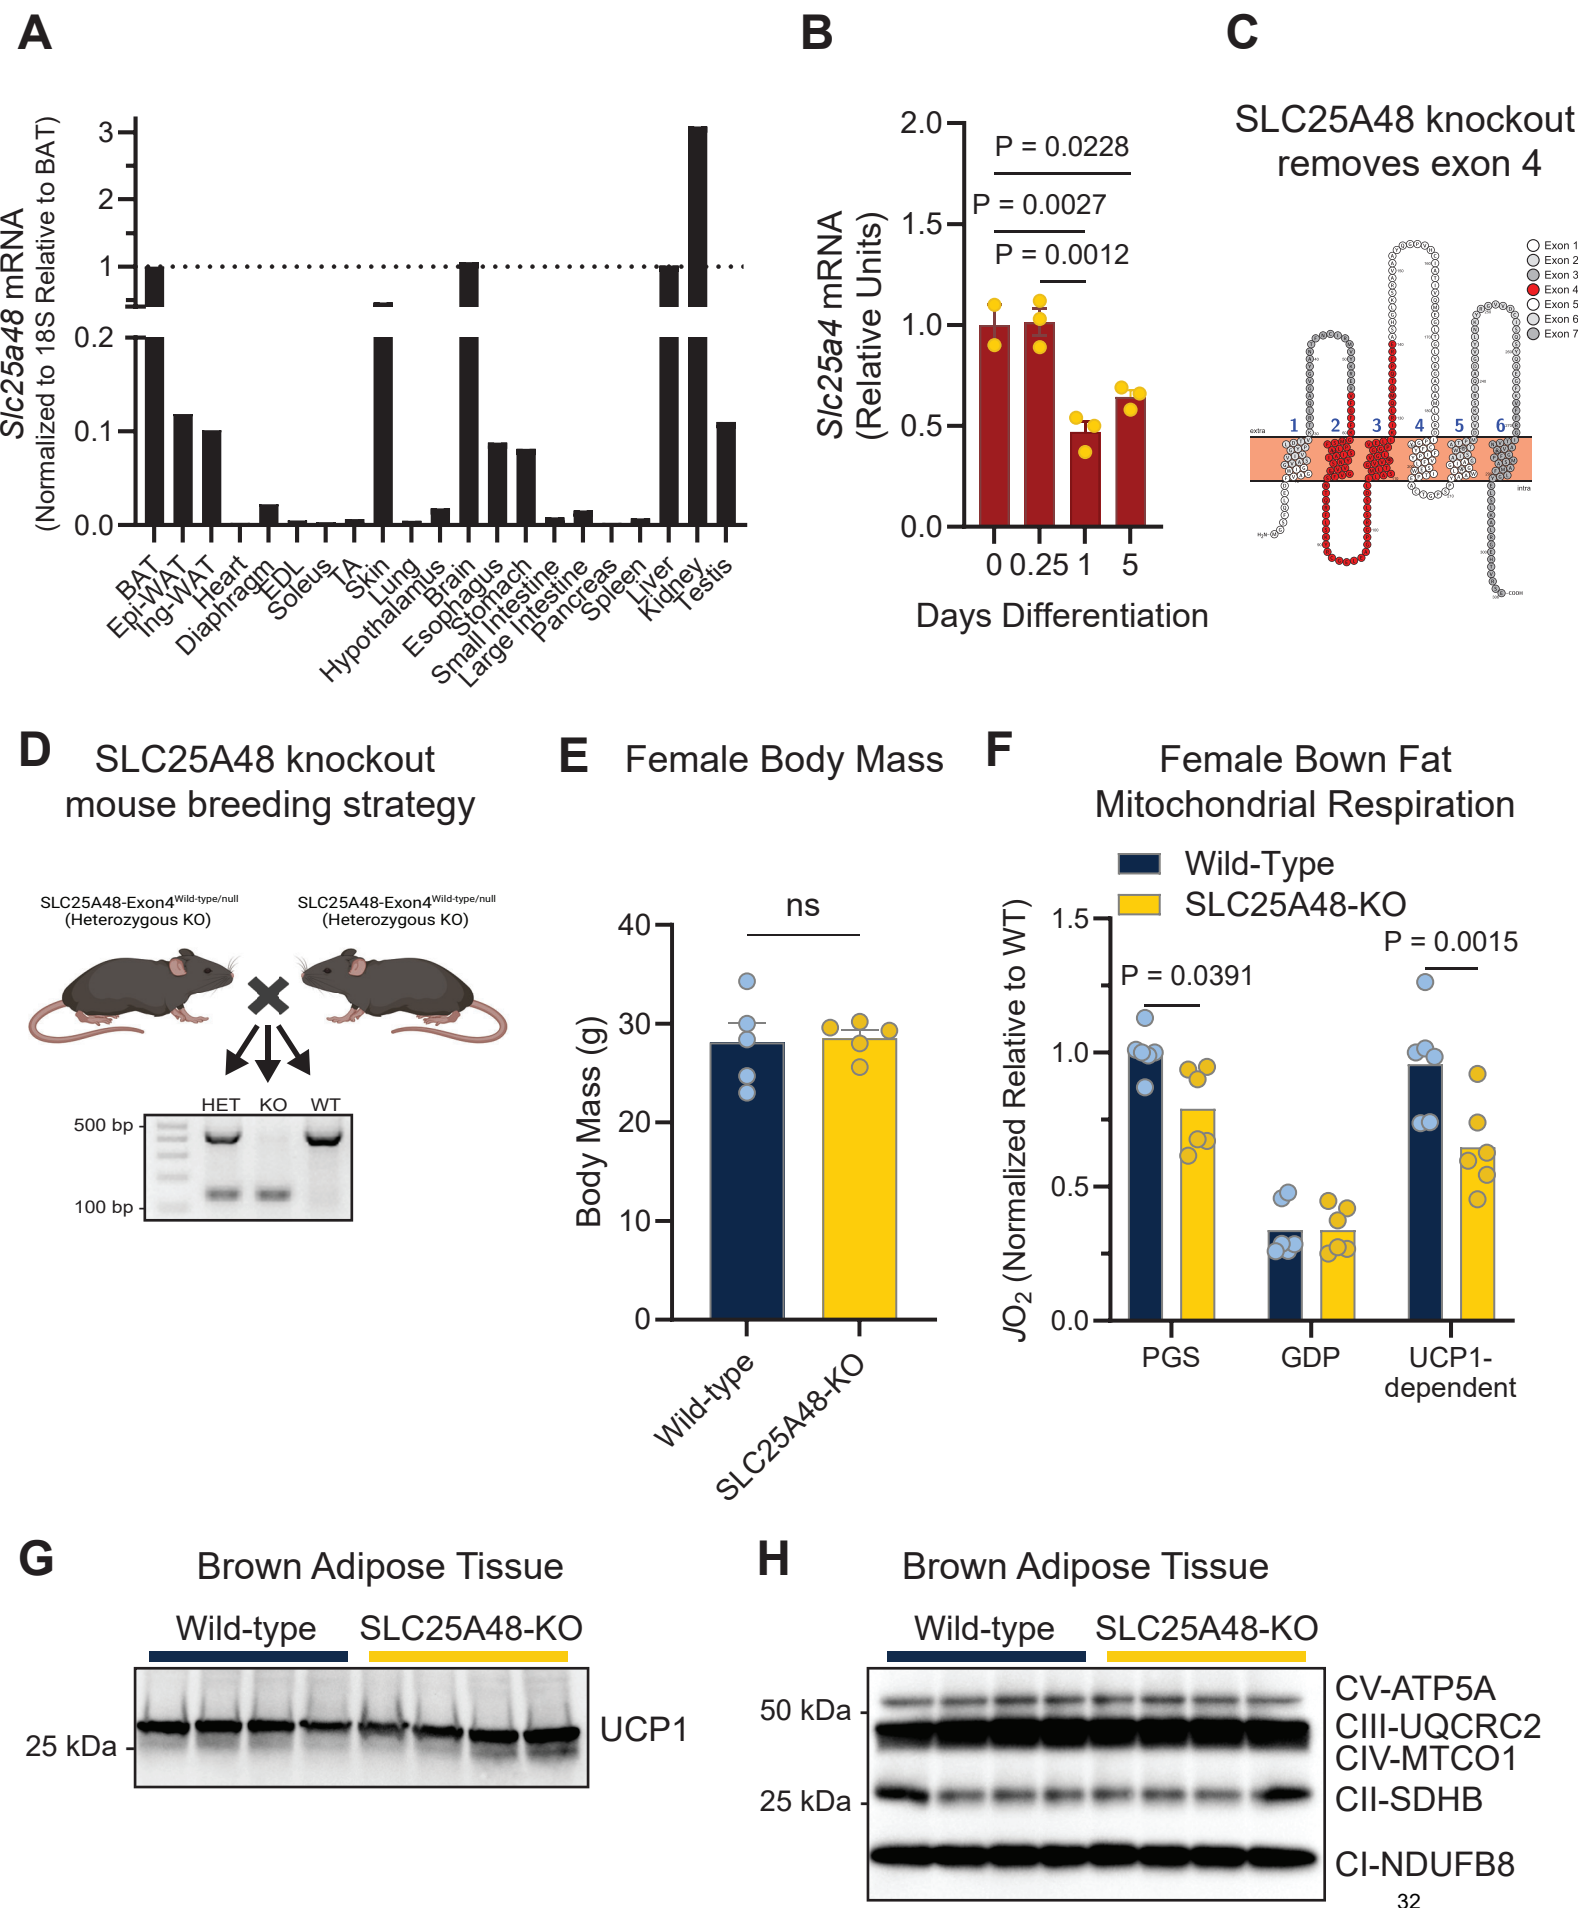 A
Slc25a48 mRNA
(Normalized to 18S Relative to BAT)
3
2
1
0.2
0.1
0.0
BAT
Epi-WAT
Ing-WAT
Heart
Diaphragm
EDL
Soleus
TA
Skin
Lung
Hypothalamus
Brain
Esophagus
Stomach
Small Intestine
Large Intestine
Pancreas
Spleen
Liver
Kidney
Testis
B
Slc25a4 mRNA
(Relative Units)
2.0
1.5
1.0
0.5
0.0
P = 0.0228
P = 0.0027
P = 0.0012
0 0.25 1 5
Days Differentiation
C
SLC25A48 knockout
removes exon 4
Exon 1
Exon 2
Exon 3
Exon 4
Exon 5
Exon 6
Exon 7
1 2 3 4 5 6
extra
intra
H₂N
COOH
D
SLC25A48 knockout
mouse breeding strategy
SLC25A48-Exon4Wild-type/null
(Heterozygous KO)
SLC25A48-Exon4Wild-type/null
(Heterozygous KO)
HET KO WT
500 bp
100 bp
E
Female Body Mass
Body Mass (g)
40
30
20
10
0
ns
Wild-type
SLC25A48-KO
F
Female Bown Fat
Mitochondrial Respiration
Wild-Type
SLC25A48-KO
JO2 (Normalized Relative to WT)
1.5
1.0
0.5
0.0
P = 0.0391
P = 0.0015
PGS
GDP
UCP1-
dependent
G
Brown Adipose Tissue
Wild-type SLC25A48-KO
25 kDa
UCP1
H
Brown Adipose Tissue
Wild-type SLC25A48-KO
50 kDa
25 kDa
CV-ATP5A
CIII-UQCRC2
CIV-MTCO1
CII-SDHB
CI-NDUFB8
32